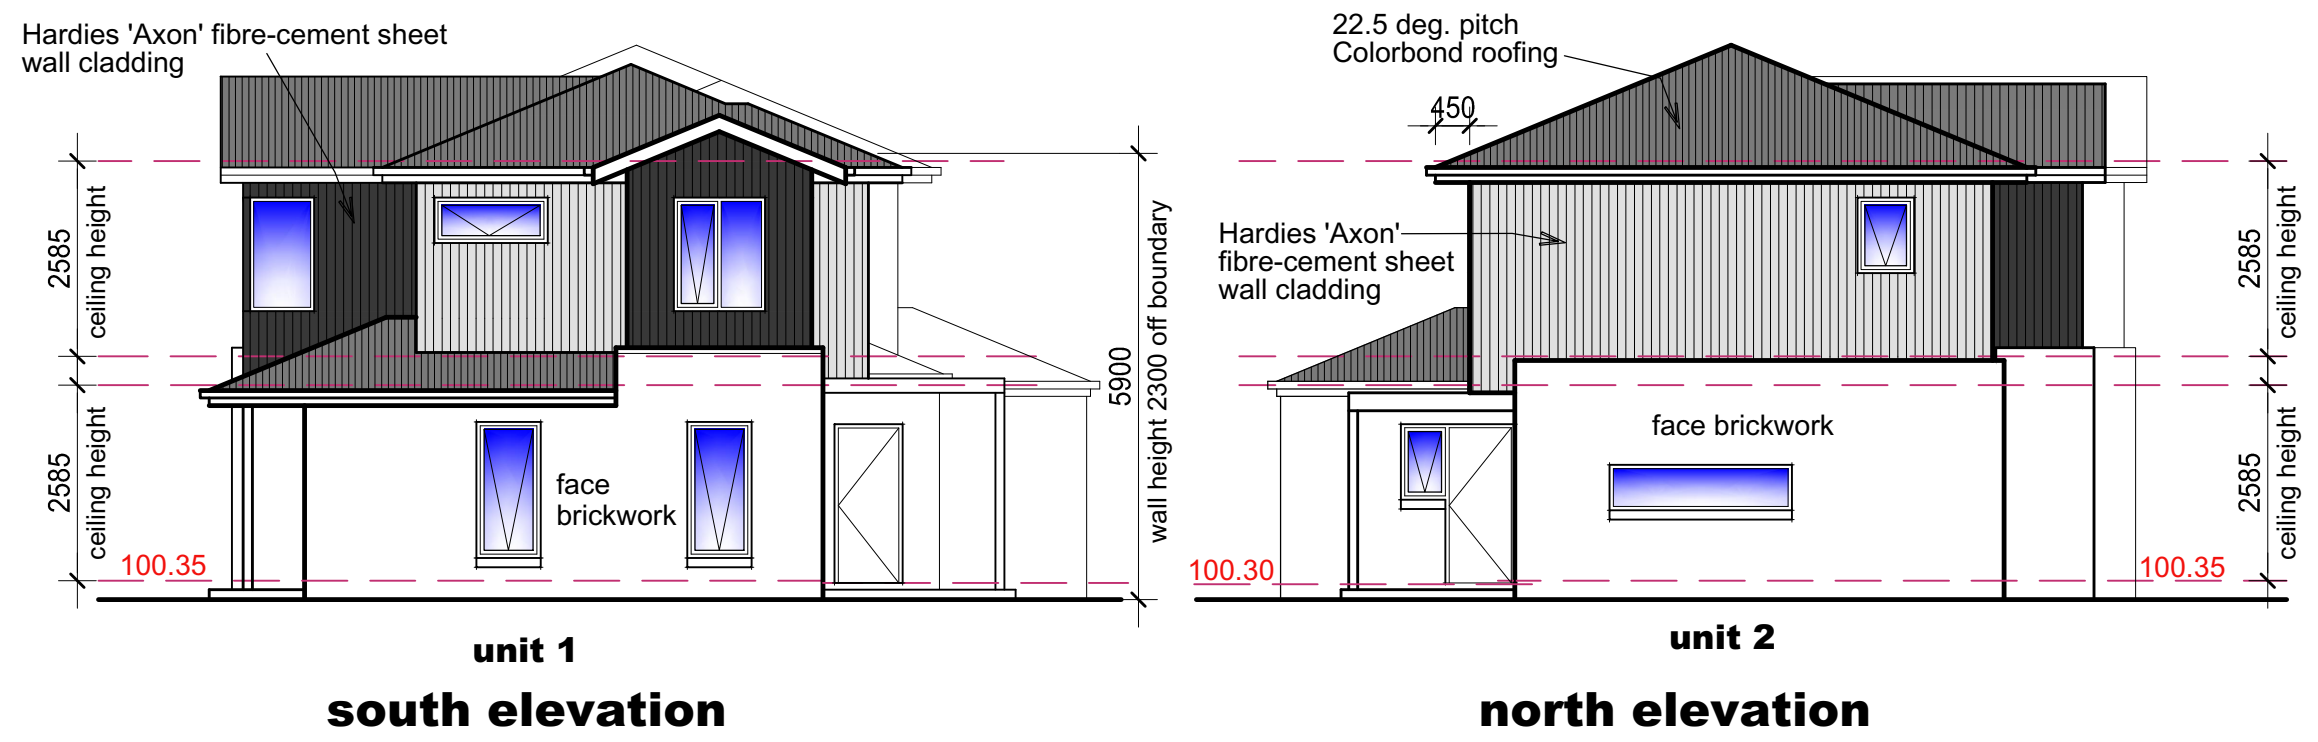 Hardies 'Axon' fibre-cement sheet
wall cladding
2585
ceiling height
2585
ceiling height
100.35
face
brickwork
5900
wall height 2300 off boundary
unit 1
south elevation
22.5 deg. pitch
Colorbond roofing
450
Hardies 'Axon'
fibre-cement sheet
wall cladding
face brickwork
100.30
100.35
2585
ceiling height
2585
ceiling height
unit 2
north elevation